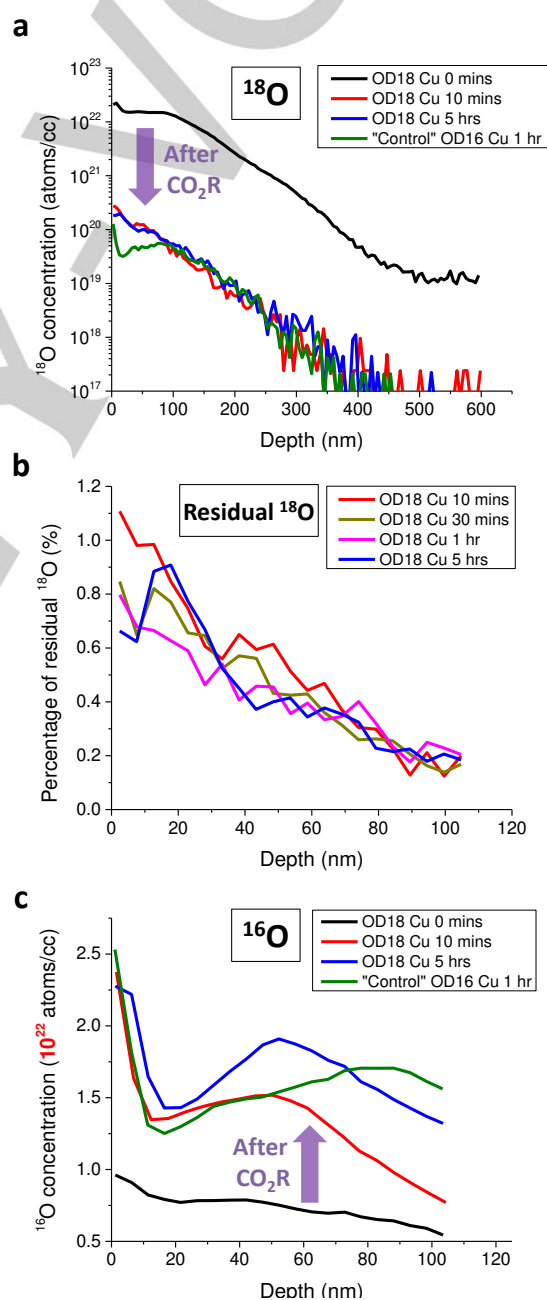 a
18O
OD18 Cu 0 mins
OD18 Cu 10 mins
OD18 Cu 5 hrs
"Control" OD16 Cu 1 hr
After
CO2R
18O concentration (atoms/cc)
10^23
10^22
10^21
10^20
10^19
10^18
10^17
0 100 200 300 400 500 600
Depth (nm)
b
Residual 18O
OD18 Cu 10 mins
OD18 Cu 30 mins
OD18 Cu 1 hr
OD18 Cu 5 hrs
Percentage of residual 18O (%)
1.2
1.0
0.8
0.6
0.4
0.2
0.0
0 20 40 60 80 100 120
Depth (nm)
c
16O
OD18 Cu 0 mins
OD18 Cu 10 mins
OD18 Cu 5 hrs
"Control" OD16 Cu 1 hr
After
CO2R
16O concentration (10^22 atoms/cc)
2.5
2.0
1.5
1.0
0.5
0 20 40 60 80 100 120
Depth (nm)